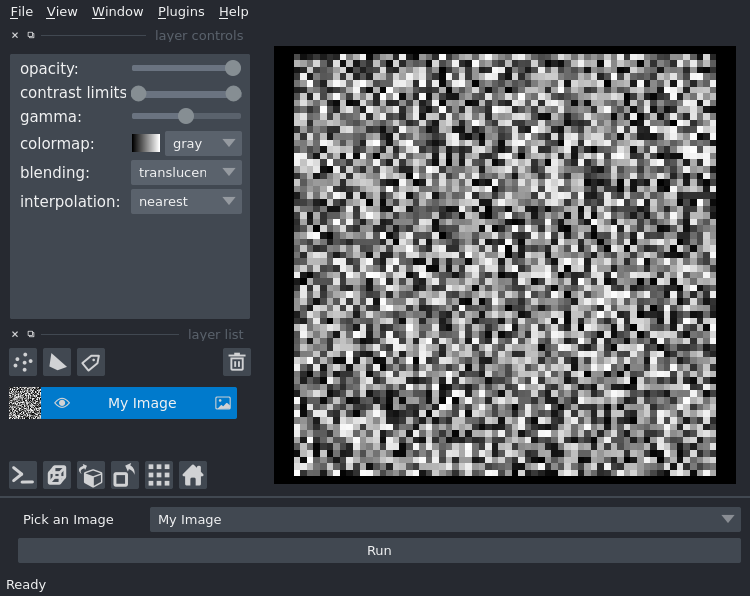 File View Window Plugins Help
layer controls
opacity:
contrast limits
gamma:
colormap: gray
blending: translucen
interpolation: nearest
layer list
My Image
Pick an Image My Image
Run
Ready